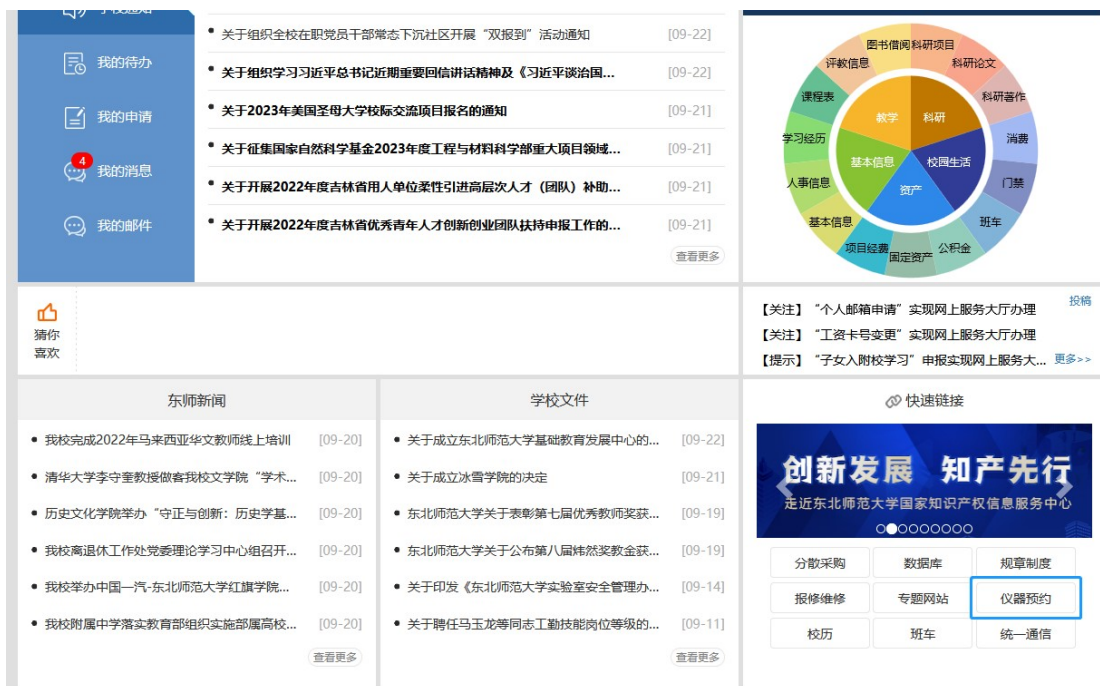 学校通知
我的待办
我的申请
4
我的消息
我的邮件
关于组织全校在职党员干部常态下沉社区开展“双报到”活动通知 [09-22]
关于组织学习习近平总书记近期重要回信讲话精神及《习近平谈治国... [09-22]
关于2023年美国圣母大学校际交流项目报名的通知 [09-21]
关于征集国家自然科学基金2023年度工程与材料科学部重大项目领域... [09-21]
关于开展2022年度吉林省用人单位柔性引进高层次人才（团队）补助... [09-21]
关于开展2022年度吉林省优秀青年人才创新创业团队扶持申报工作的... [09-21]
查看更多
图书借阅
科研项目
评教信息
科研论文
课程表
科研著作
教学
科研
学习经历
消费
基本信息
校园生活
人事信息
门禁
资产
基本信息
班车
项目经费
固定资产
公积金
猜你
喜欢
投稿
【关注】“个人邮箱申请”实现网上服务大厅办理
【关注】“工资卡号变更”实现网上服务大厅办理
【提示】“子女入附校学习”申报实现网上服务大... 更多>>
东师新闻
我校完成2022年马来西亚华文教师线上培训 [09-20]
清华大学李守奎教授做客我校文学院“学术... [09-20]
历史文化学院举办“守正与创新：历史学基... [09-20]
我校离退休工作处党委理论学习中心组召开... [09-20]
我校举办中国一汽-东北师范大学红旗学院... [09-20]
我校附属中学落实教育部组织实施部属高校... [09-20]
查看更多
学校文件
关于成立东北师范大学基础教育发展中心的... [09-22]
关于成立冰雪学院的决定 [09-21]
东北师范大学关于表彰第七届优秀教师奖获... [09-19]
东北师范大学关于公布第八届炜然奖教金获... [09-19]
关于印发《东北师范大学实验室安全管理办... [09-14]
关于聘任马玉龙等同志工勤技能岗位等级的... [09-11]
查看更多
快速链接
创新发展 知产先行
走近东北师范大学国家知识产权信息服务中心
分散采购 数据库 规章制度
报修维修 专题网站 仪器预约
校历 班车 统一通信